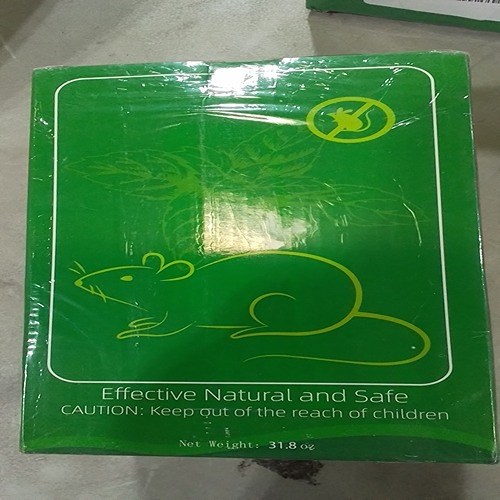 Effective Natural and Safe
CAUTION: Keep out of the reach of children
Net Weight: 31.8 oz